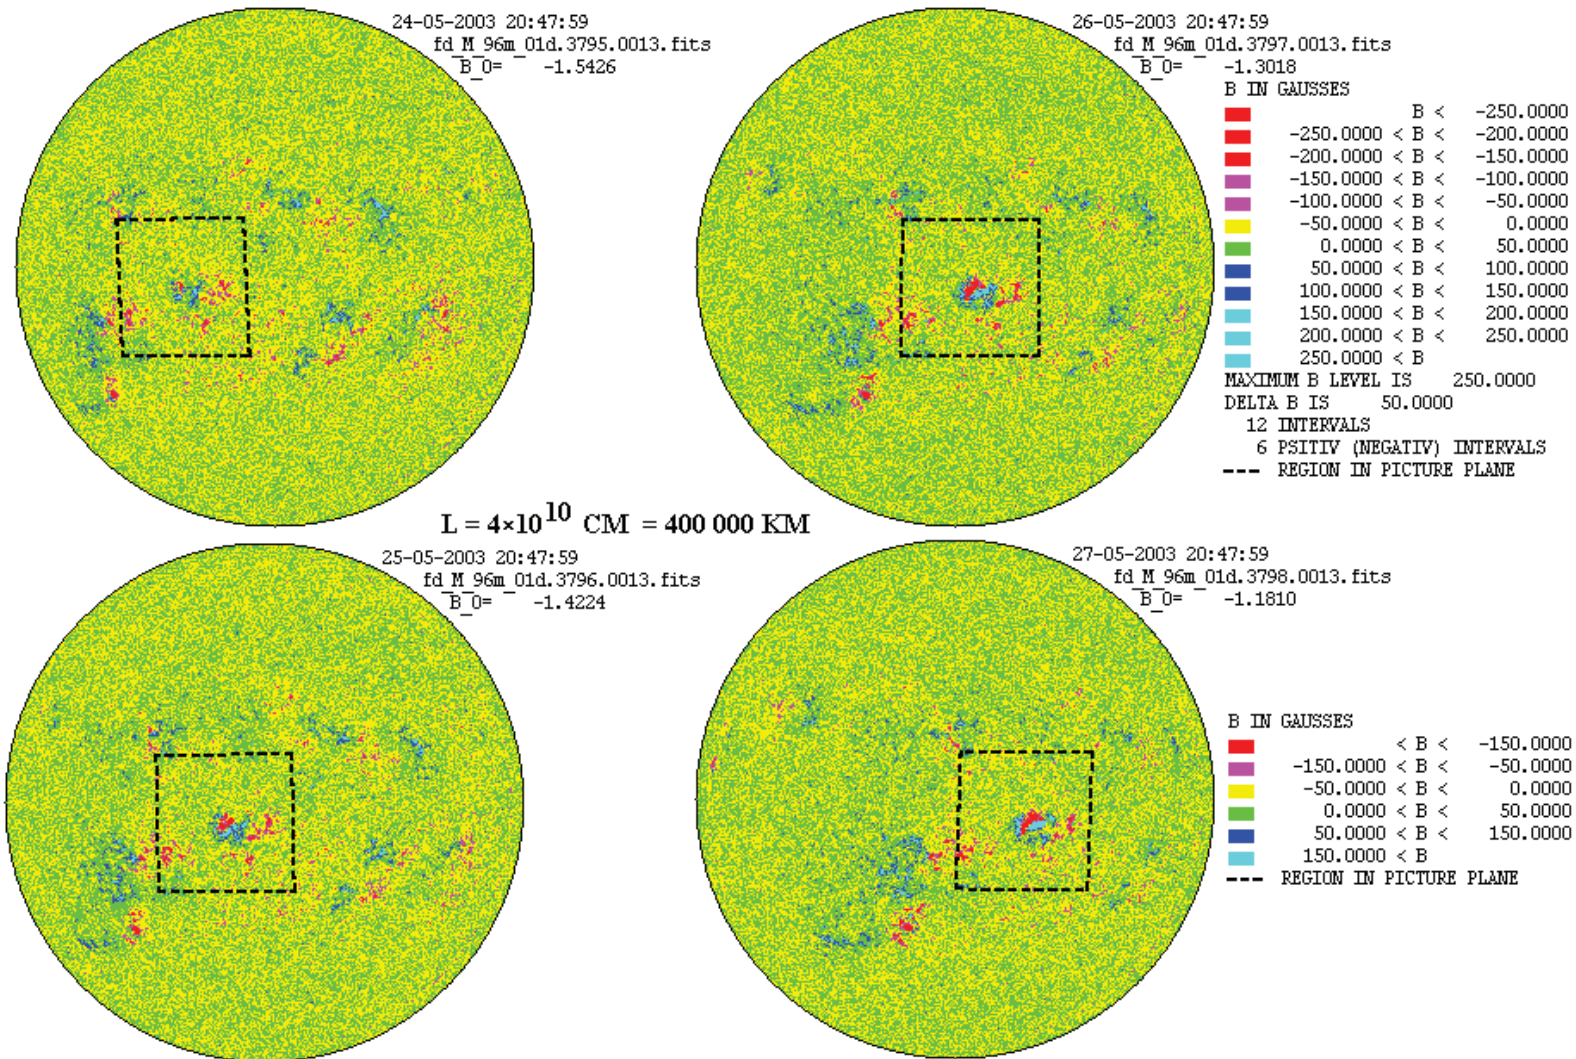 24-05-2003 20:47:59
fd_M_96m_01d.3795.0013.fits
B_0= -1.5426
26-05-2003 20:47:59
fd_M_96m_01d.3797.0013.fits
B_0= -1.3018
B IN GAUSSES
B < -250.0000
-250.0000 < B < -200.0000
-200.0000 < B < -150.0000
-150.0000 < B < -100.0000
-100.0000 < B < -50.0000
-50.0000 < B < 0.0000
0.0000 < B < 50.0000
50.0000 < B < 100.0000
100.0000 < B < 150.0000
150.0000 < B < 200.0000
200.0000 < B < 250.0000
250.0000 < B
MAXIMUM B LEVEL IS 250.0000
DELTA B IS 50.0000
12 INTERVALS
6 PSITIV (NEGATIV) INTERVALS
REGION IN PICTURE PLANE
L = 4×10^10 CM = 400 000 KM
25-05-2003 20:47:59
fd_M_96m_01d.3796.0013.fits
B_0= -1.4224
27-05-2003 20:47:59
fd_M_96m_01d.3798.0013.fits
B_0= -1.1810
B IN GAUSSES
< B < -150.0000
-150.0000 < B < -50.0000
-50.0000 < B < 0.0000
0.0000 < B < 50.0000
50.0000 < B < 150.0000
150.0000 < B
REGION IN PICTURE PLANE